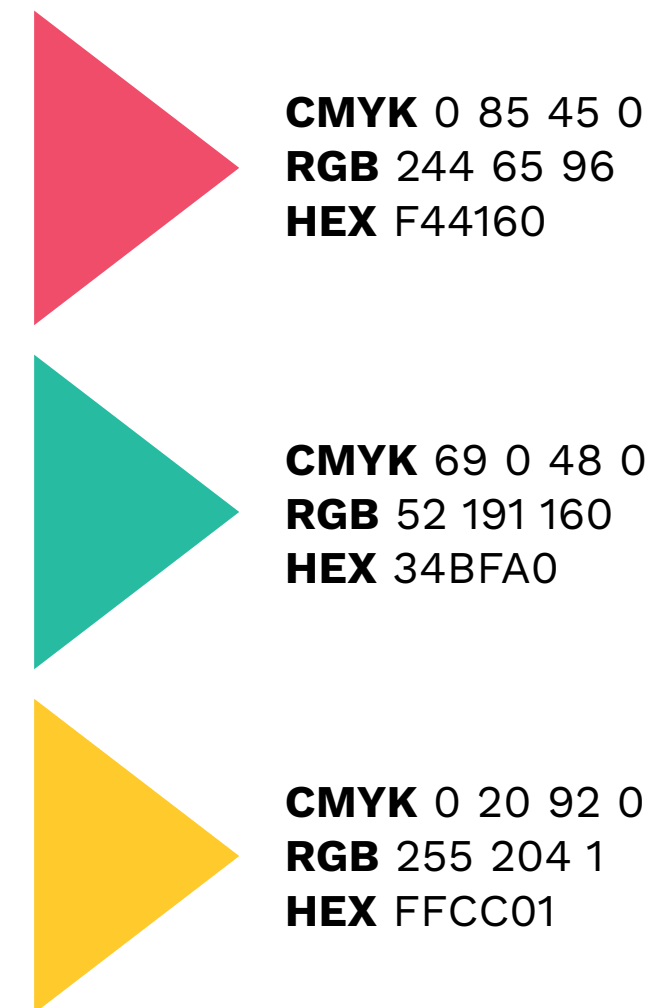 CMYK 0 85 45 0
RGB 244 65 96
HEX F44160
CMYK 69 0 48 0
RGB 52 191 160
HEX 34BFA0
CMYK 0 20 92 0
RGB 255 204 1
HEX FFCC01